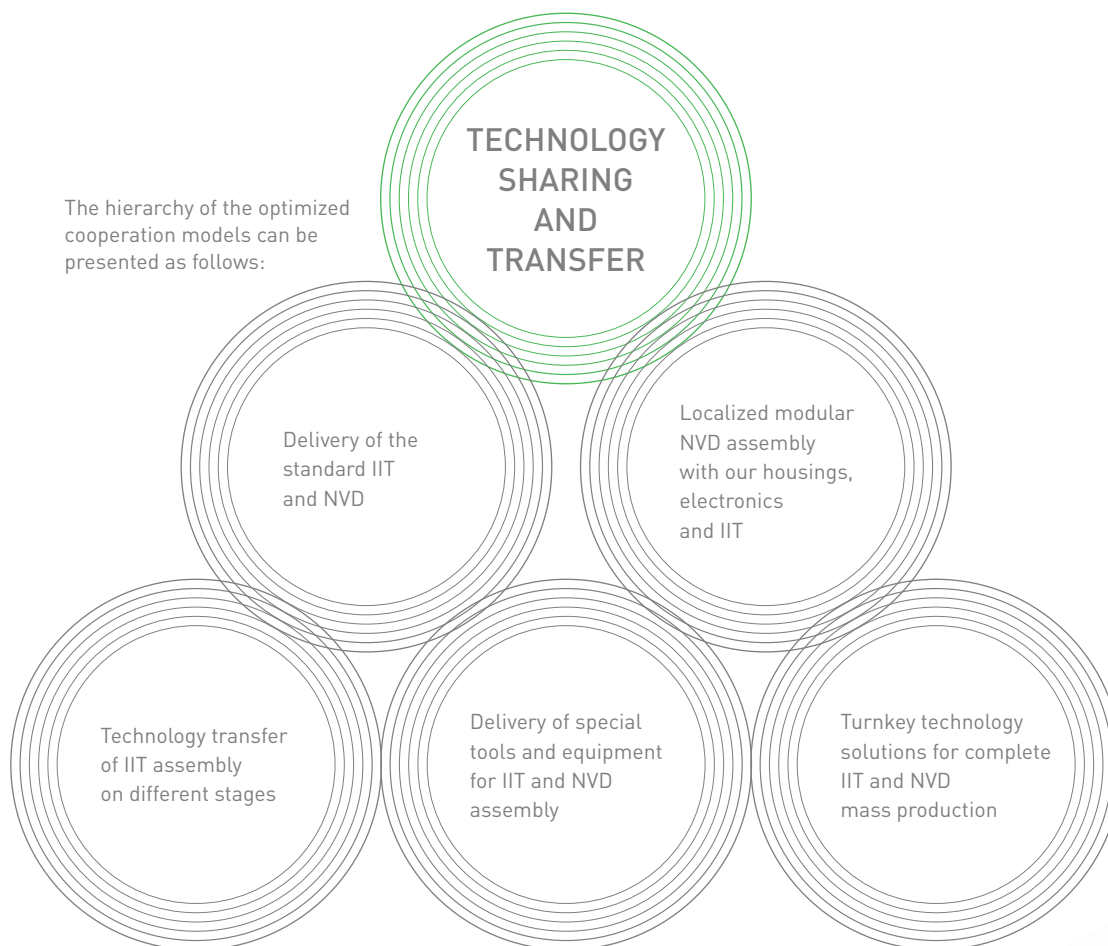 TECHNOLOGY
SHARING
AND
TRANSFER
The hierarchy of the optimized
cooperation models can be
presented as follows:
Delivery of the
standard IIT
and NVD
Localized modular
NVD assembly
with our housings,
electronics
and IIT
Technology transfer
of IIT assembly
on different stages
Delivery of special
tools and equipment
for IIT and NVD
assembly
Turnkey technology
solutions for complete
IIT and NVD
mass production